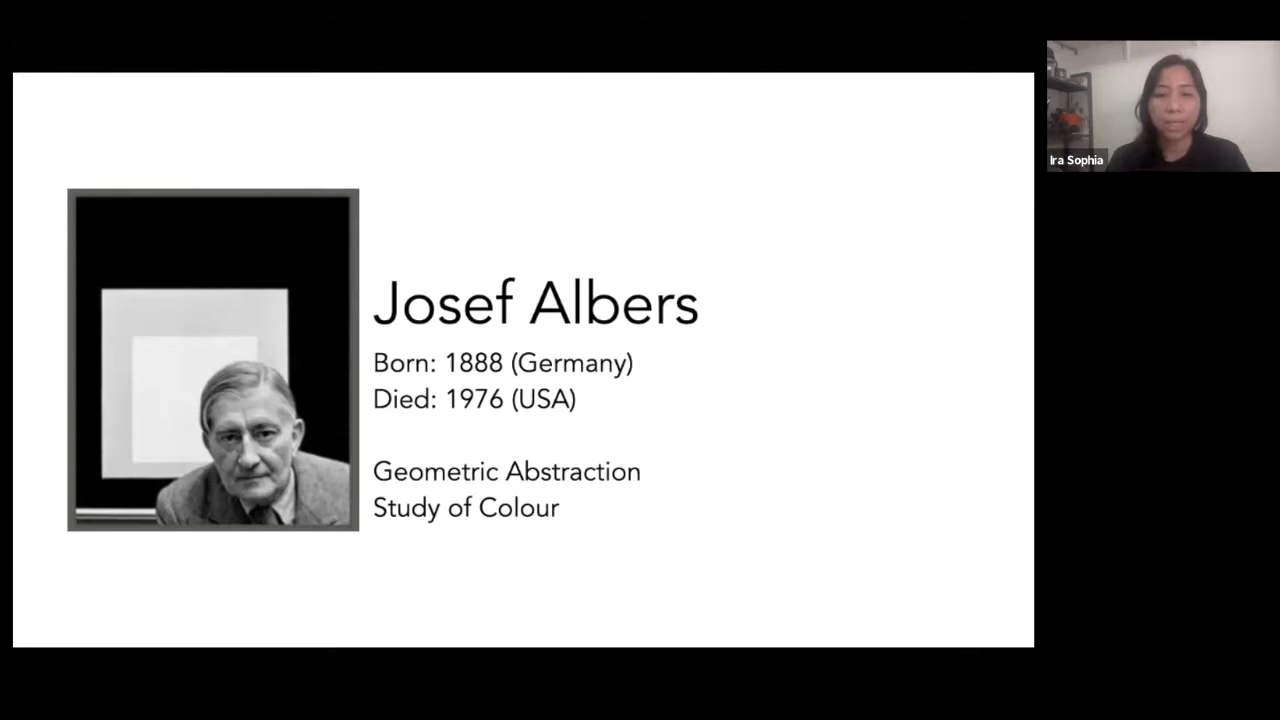 Josef Albers
Born: 1888 (Germany)
Died: 1976 (USA)
Geometric Abstraction
Study of Colour
Ira Sophia